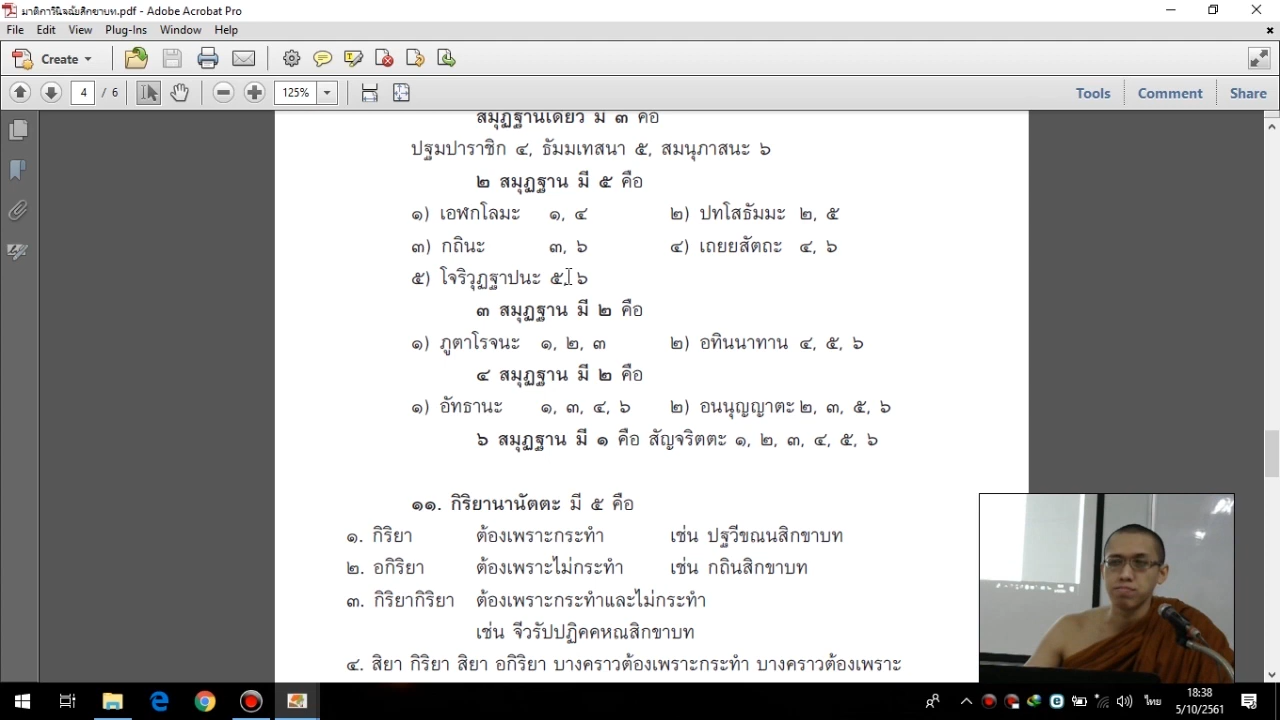 มาติการวินิจฉัยสิกขาบท.pdf - Adobe Acrobat Pro
File Edit View Document Comments Plug-Ins Window Help
Create
4 / 6 125% Tools Comment Share
สมุฏฐานเดียว มี ๓ คือ
ปฐมปาราชิก ๔, ธัมมเทสนา ๕, สมนุภาสนะ ๖
๒ สมุฏฐาน มี ๕ คือ
๑) เอฬกโลมะ ๑, ๔ ๒) ปทโสธัมมะ ๒, ๕
๓) กถินะ ๓, ๖ ๔) เถยยสัตถะ ๔, ๖
๕) โจริวุฏฐาปนะ ๕, ๖
๓ สมุฏฐาน มี ๒ คือ
๑) ภูตาโรจนะ ๑, ๒, ๓ ๒) อทินนาทาน ๔, ๕, ๖
๔ สมุฏฐาน มี ๒ คือ
๑) อัทธานะ ๑, ๓, ๔, ๖ ๒) อนนุญญาตะ ๒, ๓, ๕, ๖
๖ สมุฏฐาน มี ๑ คือ สัญจริตตะ ๑, ๒, ๓, ๔, ๕, ๖
๑๑. กิริยานานัตตะ มี ๕ คือ
๑. กิริยา ต้องเพราะกระทำ เช่น ปฐวีขณนสิกขาบท
๒. อกิริยา ต้องเพราะไม่กระทำ เช่น กถินสิกขาบท
๓. กิริยากิริยา ต้องเพราะกระทำและไม่กระทำ
เช่น จีวรัปปฏิคคหณสิกขาบท
๔. สิยา กิริยา สิยา อกิริยา บางคราวต้องเพราะกระทำ บางคราวต้องเพราะ
ไทย 18:38
5/10/2561